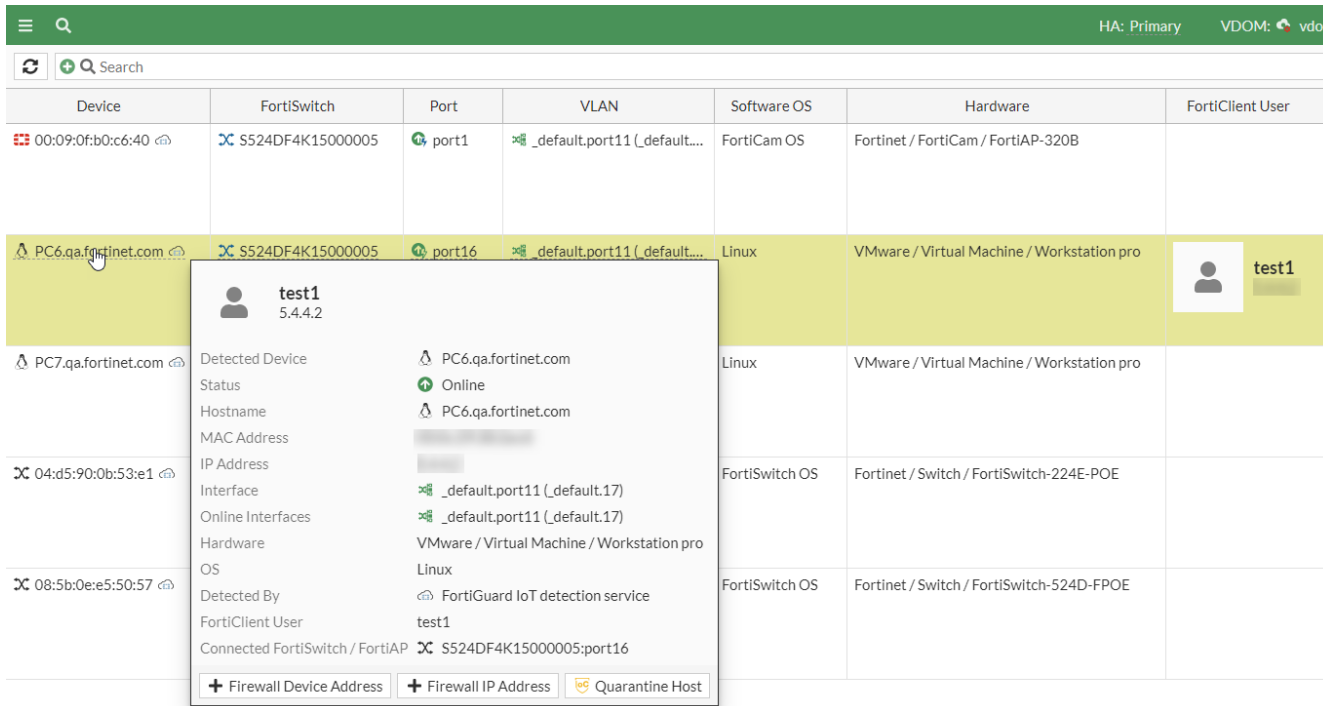 HA: Primary VDOM: vdo
Search
Device FortiSwitch Port VLAN Software OS Hardware FortiClient User
00:09:0f:b0:c6:40 S524DF4K15000005 port1 _default.port11 (_default.... FortiCam OS Fortinet / FortiCam / FortiAP-320B
PC6.qa.fortinet.com S524DF4K15000005 port16 _default.port11 (_default.... Linux VMware / Virtual Machine / Workstation pro test1
test1
5.4.4.2
Detected Device PC6.qa.fortinet.com
Status Online
Hostname PC6.qa.fortinet.com
MAC Address
IP Address
Interface _default.port11 (_default.17)
Online Interfaces _default.port11 (_default.17)
Hardware VMware / Virtual Machine / Workstation pro
OS Linux
Detected By FortiGuard IoT detection service
FortiClient User test1
Connected FortiSwitch / FortiAP S524DF4K15000005:port16
+ Firewall Device Address + Firewall IP Address Quarantine Host
PC7.qa.fortinet.com Linux VMware / Virtual Machine / Workstation pro
04:d5:90:0b:53:e1 FortiSwitch OS Fortinet / Switch / FortiSwitch-224E-POE
08:5b:0e:e5:50:57 FortiSwitch OS Fortinet / Switch / FortiSwitch-524D-FPOE